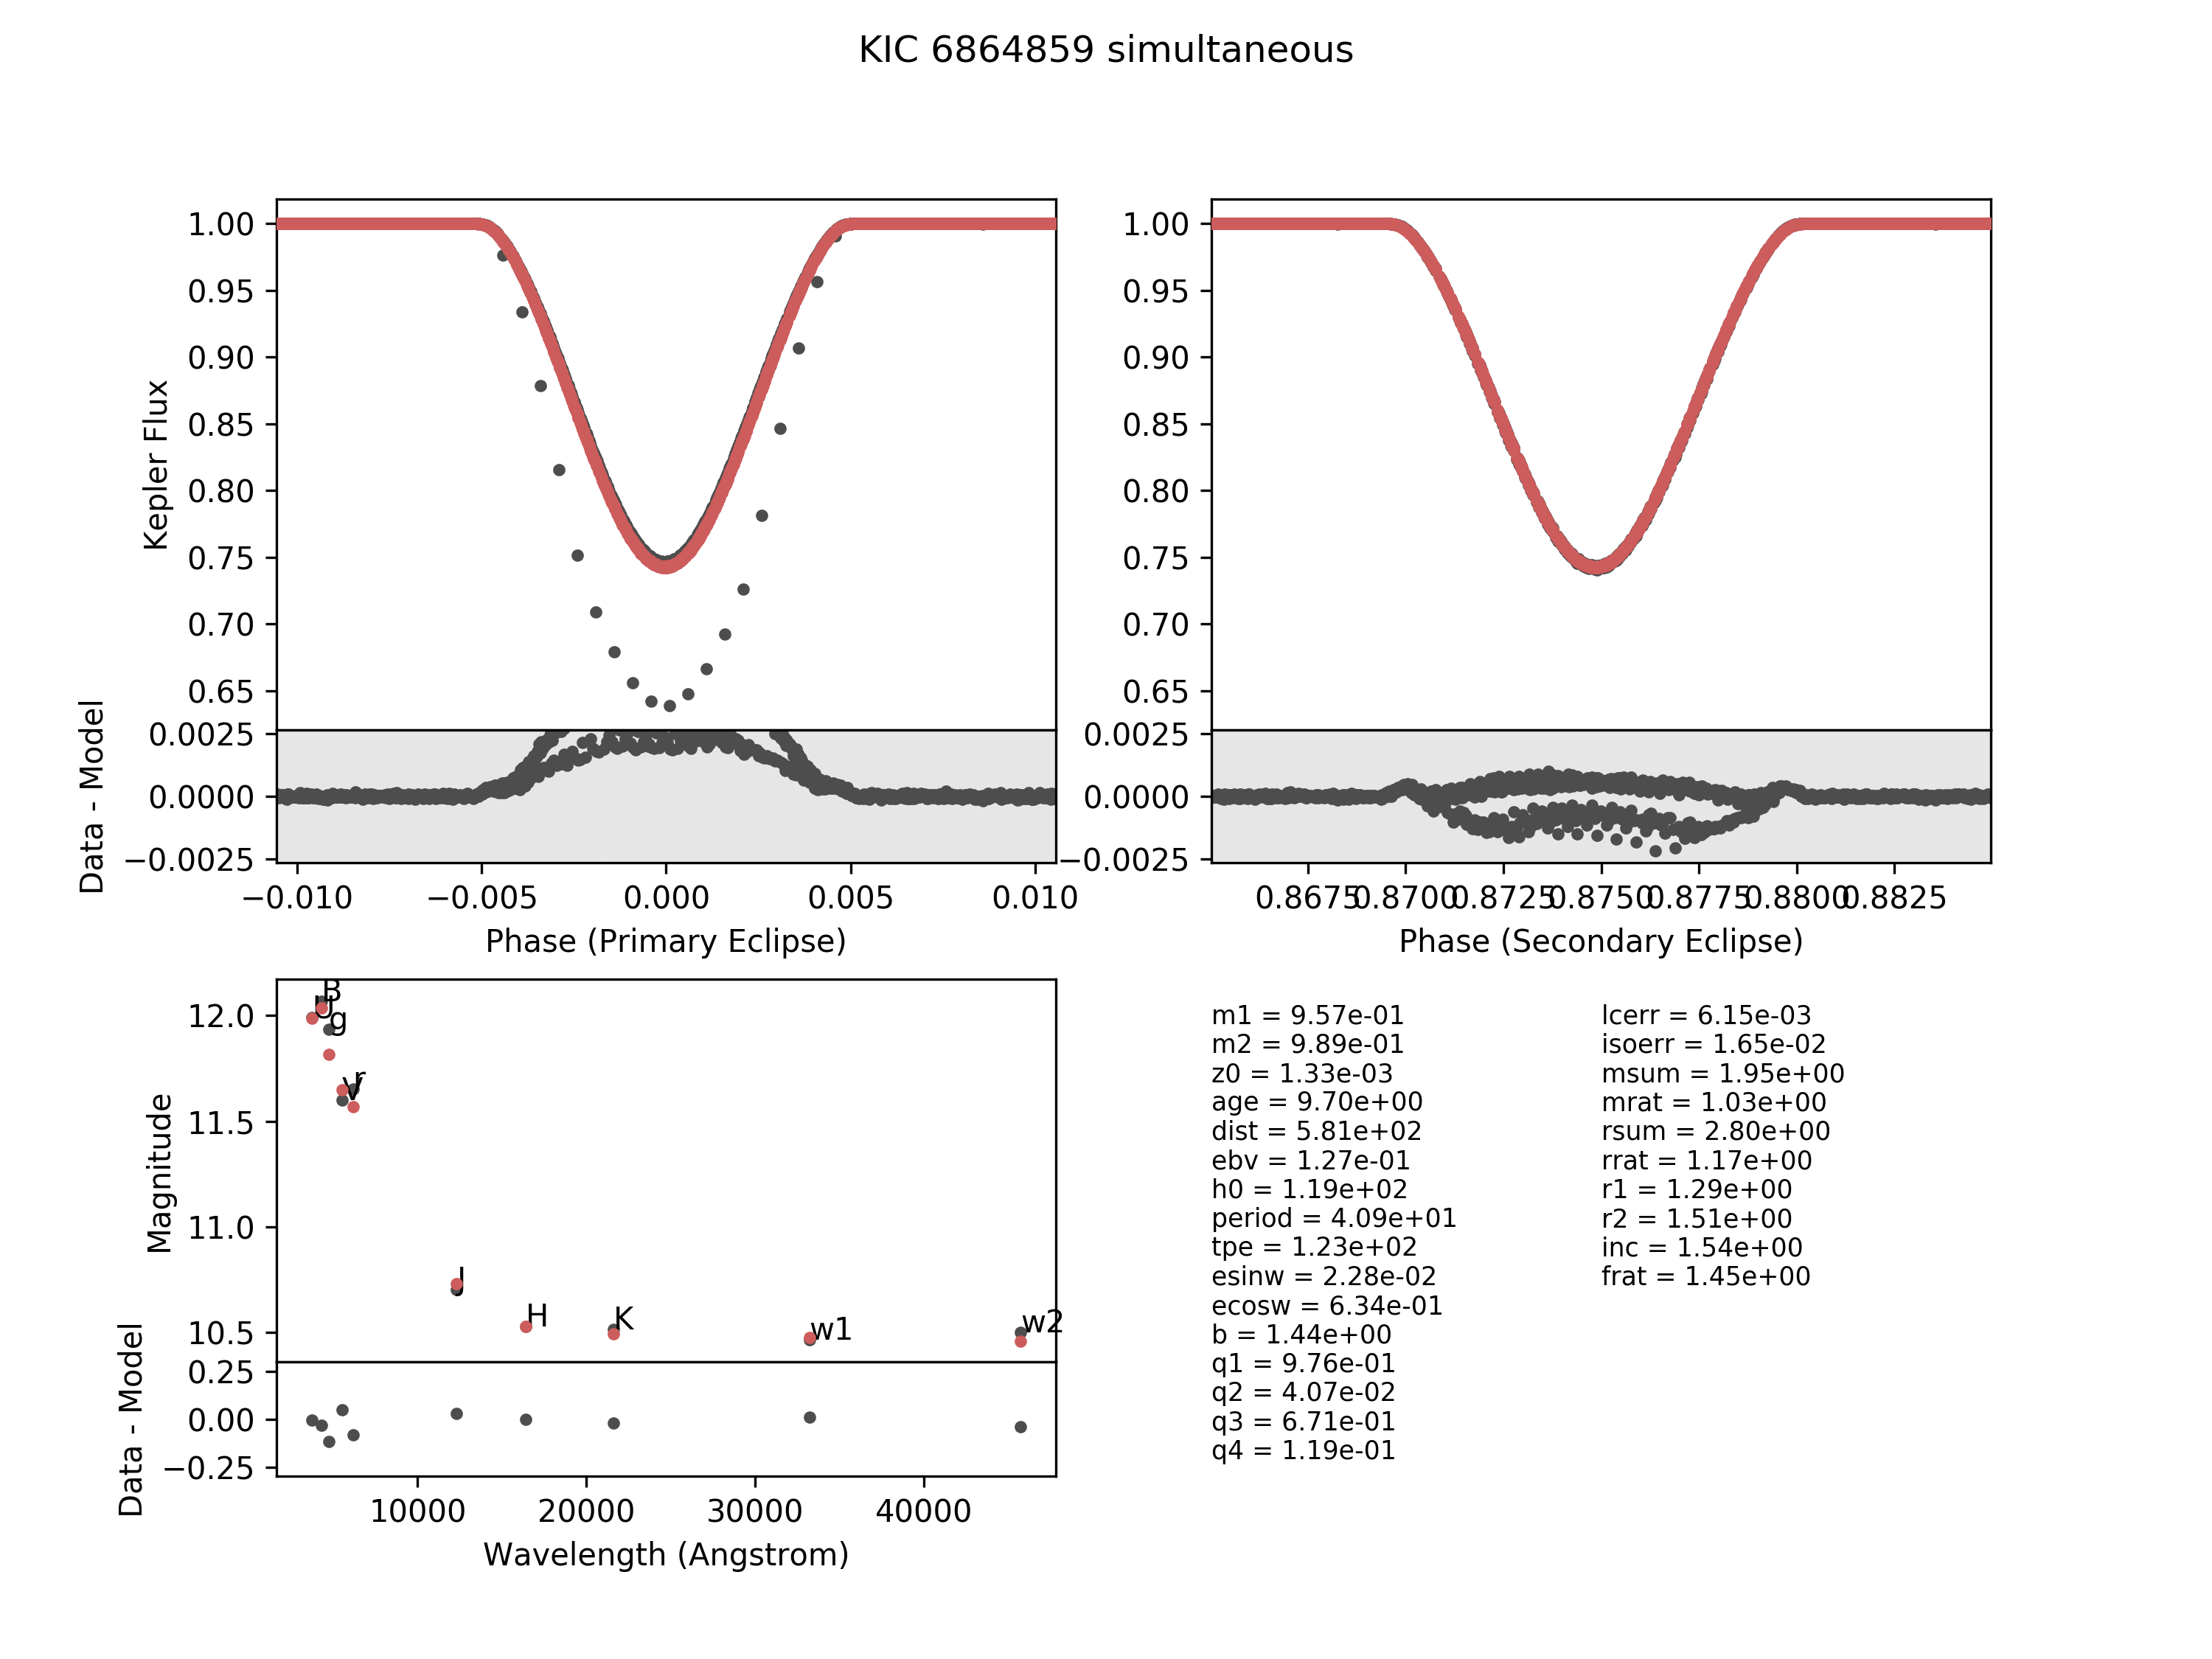 KIC 6864859 simultaneous
1.00
0.95
0.90
0.85
0.80
0.75
0.70
0.65
Kepler Flux
0.0025
0.0000
−0.0025
Data - Model
−0.010 −0.005 0.000 0.005 0.010
Phase (Primary Eclipse)
1.00
0.95
0.90
0.85
0.80
0.75
0.70
0.65
0.0025
0.0000
−0.0025
0.8675 0.8700 0.8725 0.8750 0.8775 0.8800 0.8825
Phase (Secondary Eclipse)
12.0
11.5
11.0
10.5
Magnitude
B
U
g
r
V
J
H
K
w1
w2
0.25
0.00
−0.25
Data - Model
10000 20000 30000 40000
Wavelength (Angstrom)
m1 = 9.57e-01
m2 = 9.89e-01
z0 = 1.33e-03
age = 9.70e+00
dist = 5.81e+02
ebv = 1.27e-01
h0 = 1.19e+02
period = 4.09e+01
tpe = 1.23e+02
esinw = 2.28e-02
ecosw = 6.34e-01
b = 1.44e+00
q1 = 9.76e-01
q2 = 4.07e-02
q3 = 6.71e-01
q4 = 1.19e-01
lcerr = 6.15e-03
isoerr = 1.65e-02
msum = 1.95e+00
mrat = 1.03e+00
rsum = 2.80e+00
rrat = 1.17e+00
r1 = 1.29e+00
r2 = 1.51e+00
inc = 1.54e+00
frat = 1.45e+00